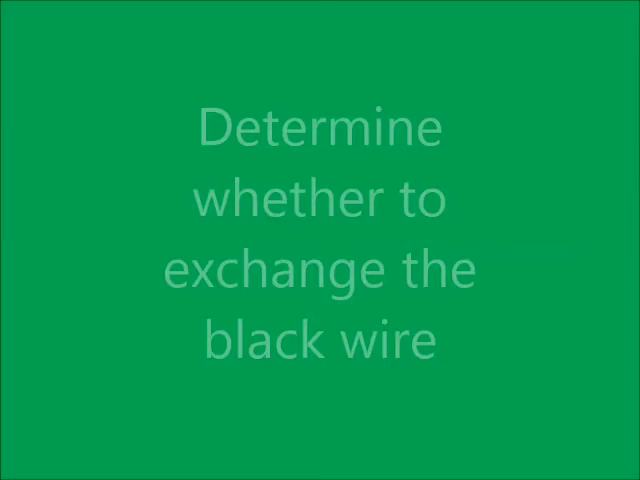 Determine
whether to
exchange the
black wire